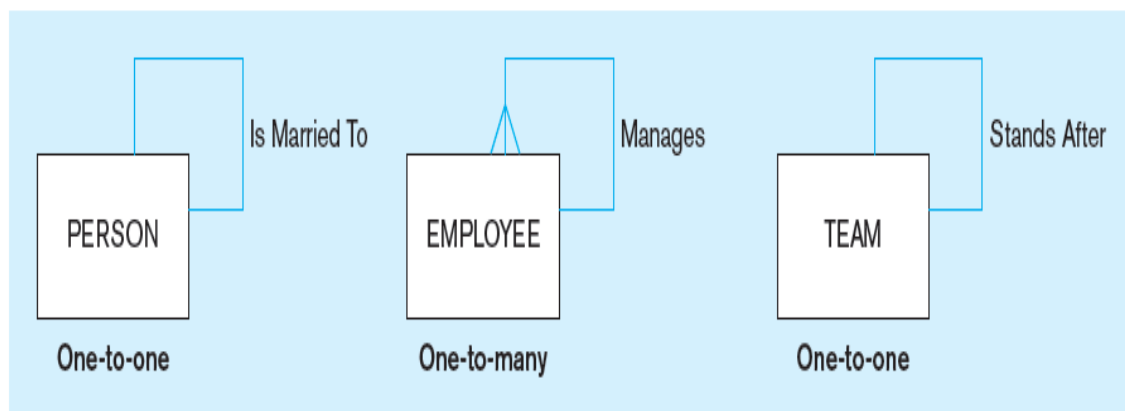 Is Married To
Manages
Stands After
PERSON
EMPLOYEE
TEAM
One-to-one
One-to-many
One-to-one